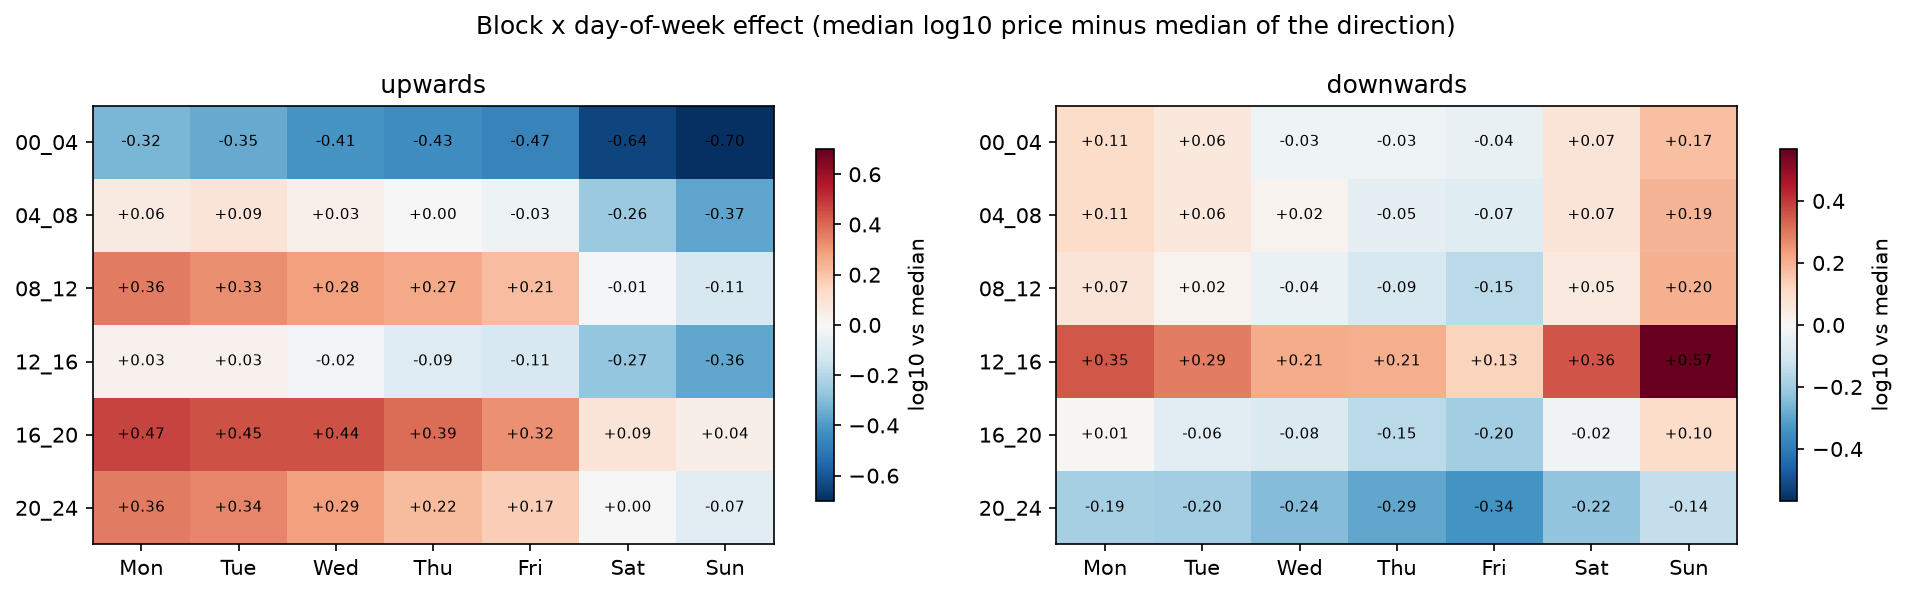 Block x day-of-week effect (median log10 price minus median of the direction)
upwards
00_04 -0.32 -0.35 -0.41 -0.43 -0.47 -0.64 -0.70
04_08 +0.06 +0.09 +0.03 +0.00 -0.03 -0.26 -0.37
08_12 +0.36 +0.33 +0.28 +0.27 +0.21 -0.01 -0.11
12_16 +0.03 +0.03 -0.02 -0.09 -0.11 -0.27 -0.36
16_20 +0.47 +0.45 +0.44 +0.39 +0.32 +0.09 +0.04
20_24 +0.36 +0.34 +0.29 +0.22 +0.17 +0.00 -0.07
Mon Tue Wed Thu Fri Sat Sun
0.6
0.4
0.2
0.0
−0.2
−0.4
−0.6
log10 vs median
downwards
00_04 +0.11 +0.06 -0.03 -0.03 -0.04 +0.07 +0.17
04_08 +0.11 +0.06 +0.02 -0.05 -0.07 +0.07 +0.19
08_12 +0.07 +0.02 -0.04 -0.09 -0.15 +0.05 +0.20
12_16 +0.35 +0.29 +0.21 +0.21 +0.13 +0.36 +0.57
16_20 +0.01 -0.06 -0.08 -0.15 -0.20 -0.02 +0.10
20_24 -0.19 -0.20 -0.24 -0.29 -0.34 -0.22 -0.14
Mon Tue Wed Thu Fri Sat Sun
0.4
0.2
0.0
−0.2
−0.4
log10 vs median